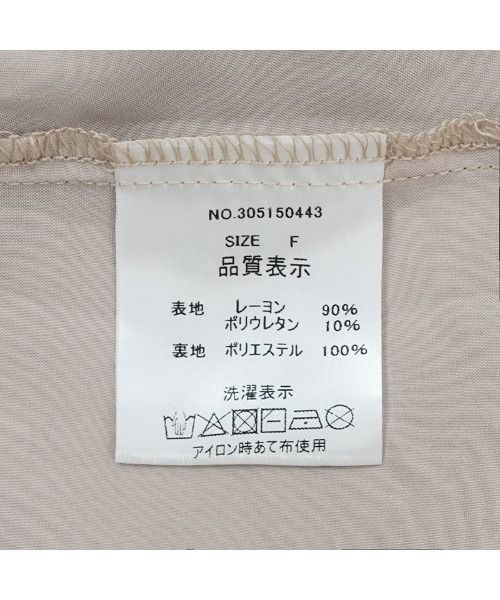 NO.305150443
SIZE F
品質表示
表地 レーヨン 90%
ポリウレタン 10%
裏地 ポリエステル 100%
洗濯表示
アイロン時あて布使用